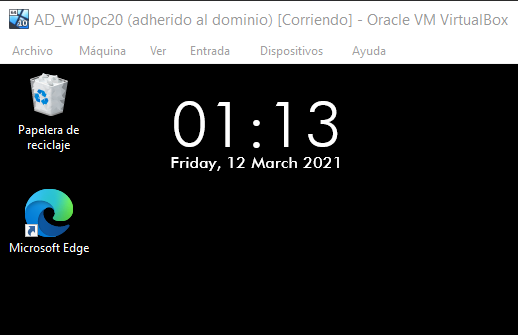 AD_W10pc20 (adherido al dominio) [Corriendo] - Oracle VM VirtualBox
Archivo Máquina Ver Entrada Dispositivos Ayuda
01:13
Friday, 12 March 2021
Papelera de
reciclaje
Microsoft Edge